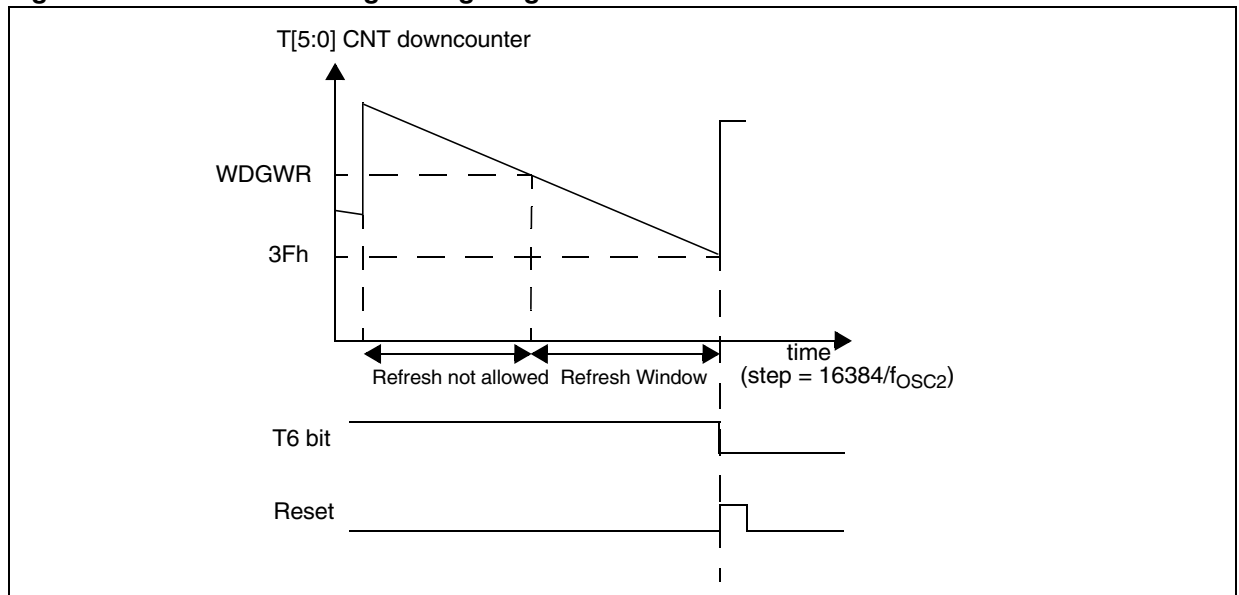 T[5:0] CNT downcounter
WDGWR
3Fh
time
Refresh not allowed Refresh Window (step = 16384/fOSC2)
T6 bit
Reset